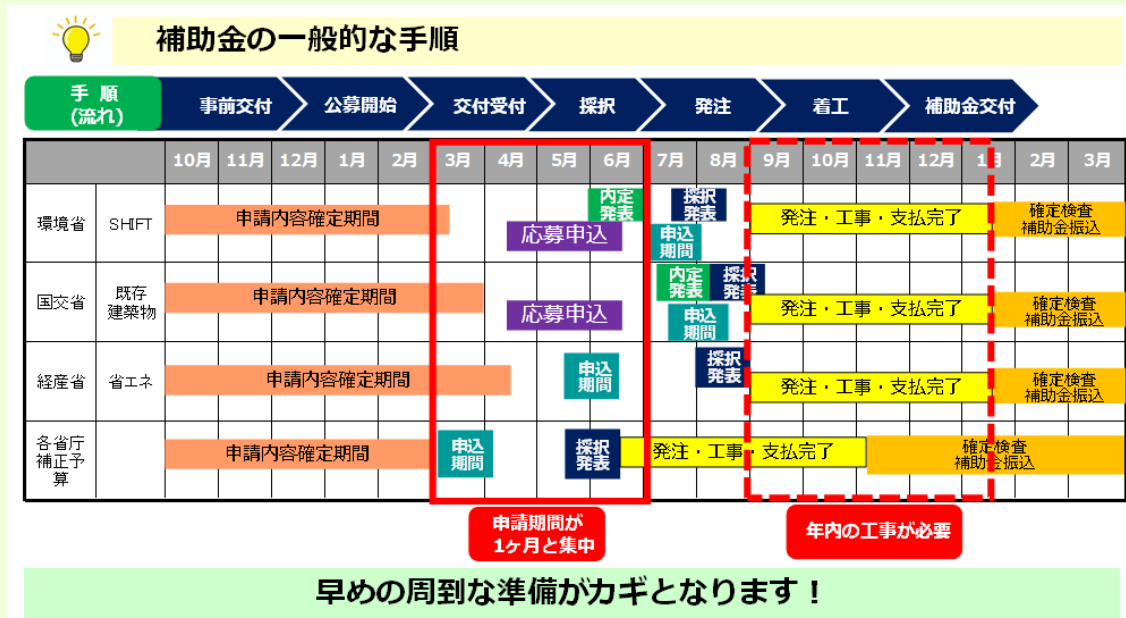 補助金の一般的な手順
手 順
(流れ)
事前交付
公募開始
交付受付
採択
発注
着工
補助金交付
10月 11月 12月 1月 2月 3月 4月 5月 6月 7月 8月 9月 10月 11月 12月 1月 2月 3月
環境省
SHIFT
申請内容確定期間
応募申込
内定
発表
申込
期間
採択
発表
発注・工事・支払完了
確定検査
補助金振込
国交省
既存
建築物
申請内容確定期間
応募申込
内定
発表
採択
発表
申込
期間
発注・工事・支払完了
確定検査
補助金振込
経産省
省エネ
申請内容確定期間
申込
期間
採択
発表
発注・工事・支払完了
確定検査
補助金振込
各省庁
補正予
算
申請内容確定期間
申込
期間
採択
発表
発注・工事・支払完了
確定検査
補助金振込
申請期間が
1ヶ月と集中
年内の工事が必要
早めの周到な準備がカギとなります！